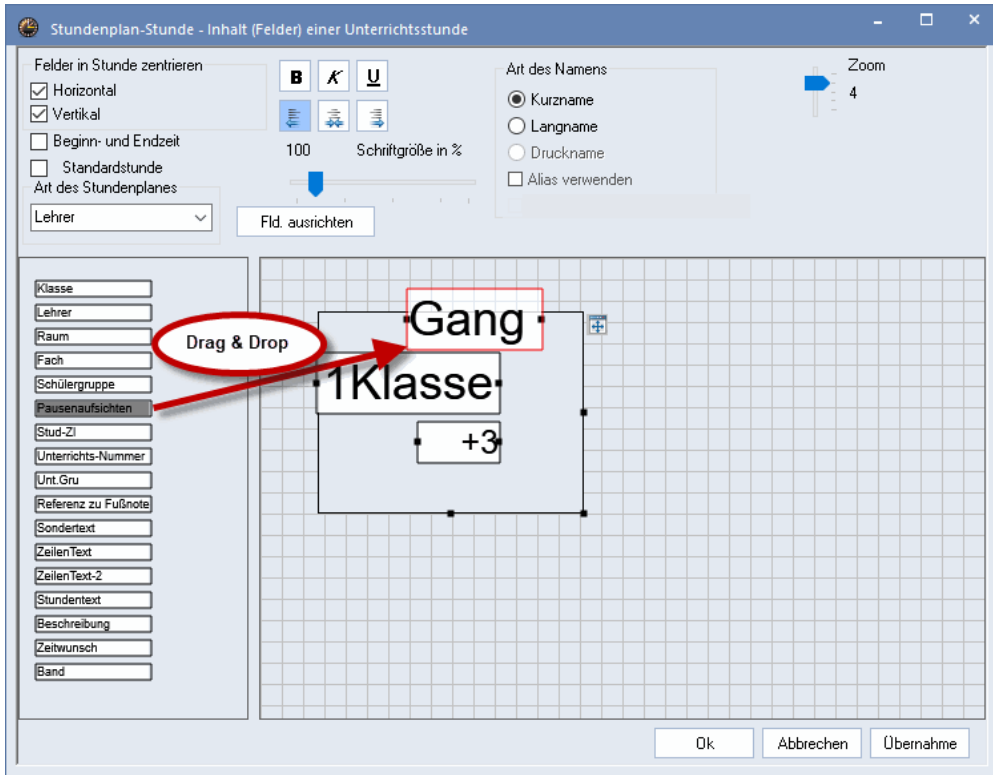 Stundenplan-Stunde - Inhalt (Felder) einer Unterrichtsstunde
Felder in Stunde zentrieren
Horizontal
Vertikal
Beginn- und Endzeit
Standardstunde
Art des Stundenplanes
Lehrer
B K U
100 Schriftgröße in %
Fld. ausrichten
Art des Namens
Kurzname
Langname
Druckname
Alias verwenden
Zoom
4
Klasse
Lehrer
Raum
Fach
Schülergruppe
Pausenaufsichten
Stud-Zl
Unterrichts-Nummer
Unt.Gru
Referenz zu Fußnote
Sondertext
ZeilenText
ZeilenText-2
Stundentext
Beschreibung
Zeitwunsch
Band
Drag & Drop
Gang
1Klasse
+3
Ok Abbrechen Übernahme